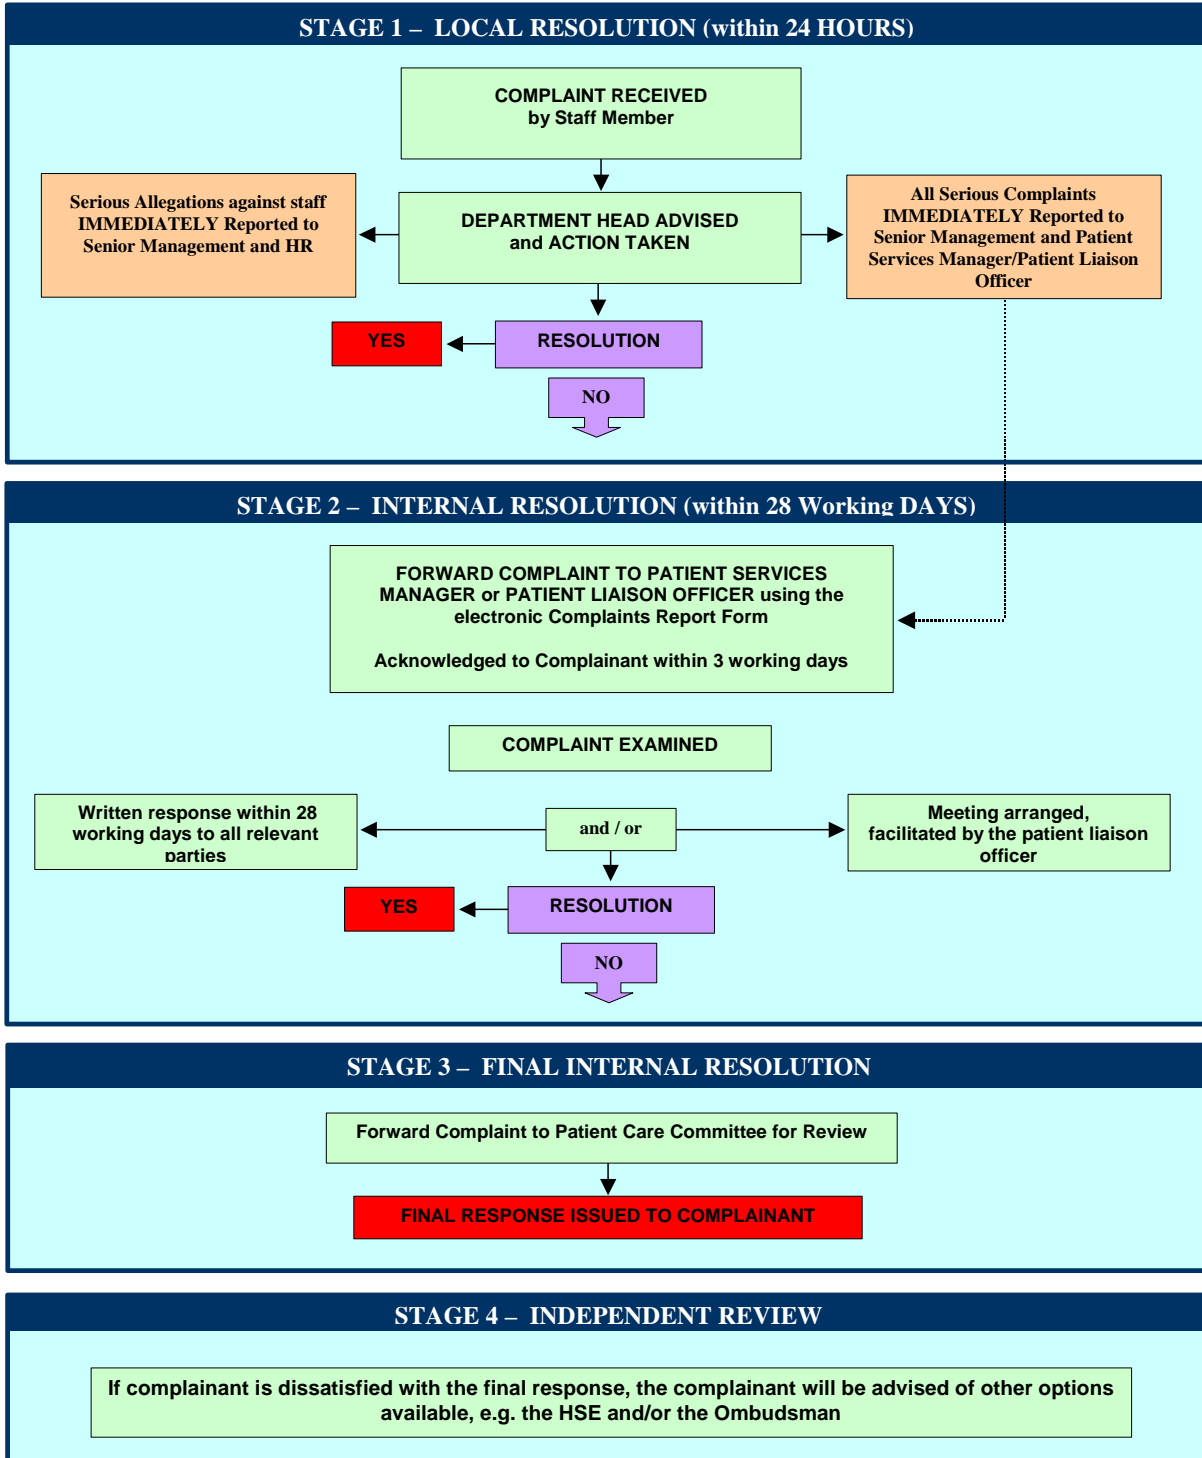 STAGE 1 – LOCAL RESOLUTION (within 24 HOURS)
COMPLAINT RECEIVED
by Staff Member
Serious Allegations against staff
IMMEDIATELY Reported to
Senior Management and HR
DEPARTMENT HEAD ADVISED
and ACTION TAKEN
All Serious Complaints
IMMEDIATELY Reported to
Senior Management and Patient
Services Manager/Patient Liaison
Officer
YES
RESOLUTION
NO
STAGE 2 – INTERNAL RESOLUTION (within 28 Working DAYS)
FORWARD COMPLAINT TO PATIENT SERVICES
MANAGER or PATIENT LIAISON OFFICER using the
electronic Complaints Report Form
Acknowledged to Complainant within 3 working days
COMPLAINT EXAMINED
Written response within 28
working days to all relevant
parties
and / or
Meeting arranged,
facilitated by the patient liaison
officer
YES
RESOLUTION
NO
STAGE 3 – FINAL INTERNAL RESOLUTION
Forward Complaint to Patient Care Committee for Review
FINAL RESPONSE ISSUED TO COMPLAINANT
STAGE 4 – INDEPENDENT REVIEW
If complainant is dissatisfied with the final response, the complainant will be advised of other options
available, e.g. the HSE and/or the Ombudsman